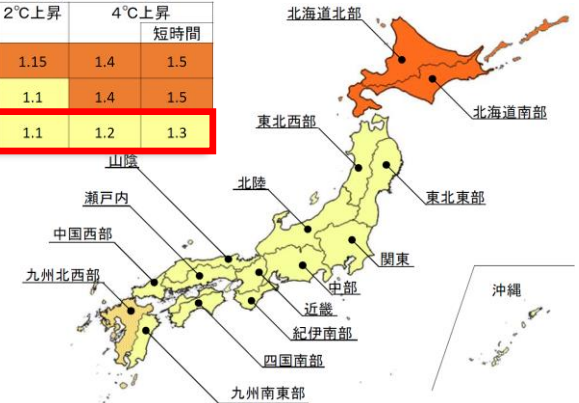 2℃上昇 4℃上昇
短時間
1.15 1.4 1.5
1.1 1.4 1.5
1.1 1.2 1.3
北海道北部
北海道南部
東北西部
東北東部
山陰
北陸
瀬戸内
中国西部
関東
九州北西部
中部
近畿
沖縄
紀伊南部
四国南部
九州南東部